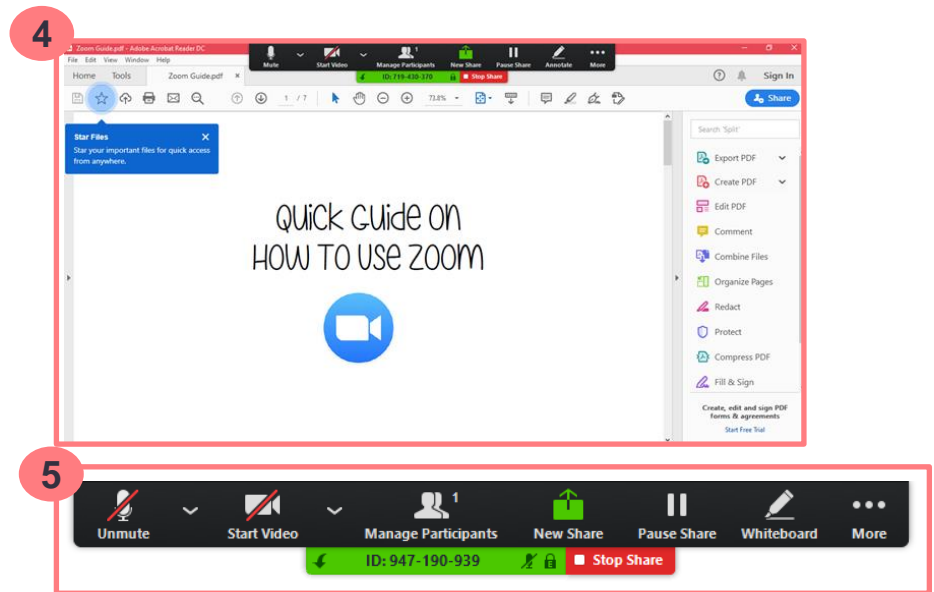 4
Zoom Guide.pdf - Adobe Acrobat Reader DC
File Edit View Window Help
Mute Start Video Manage Participants 1 New Share Pause Share Annotate More
ID: 719-430-370 Stop Share
Home Tools Zoom Guide.pdf × Sign In
1 / 7 73.8% Share
Star Files
Star your important files for quick access
from anywhere.
Search 'Split'
Export PDF
Create PDF
Edit PDF
Comment
Combine Files
Organize Pages
Redact
Protect
Compress PDF
Fill & Sign
Create, edit and sign PDF
forms & agreements
Start Free Trial
QUICK GUIDE ON
HOW TO USE ZOOM
5
Unmute Start Video Manage Participants 1 New Share Pause Share Whiteboard More
ID: 947-190-939 Stop Share